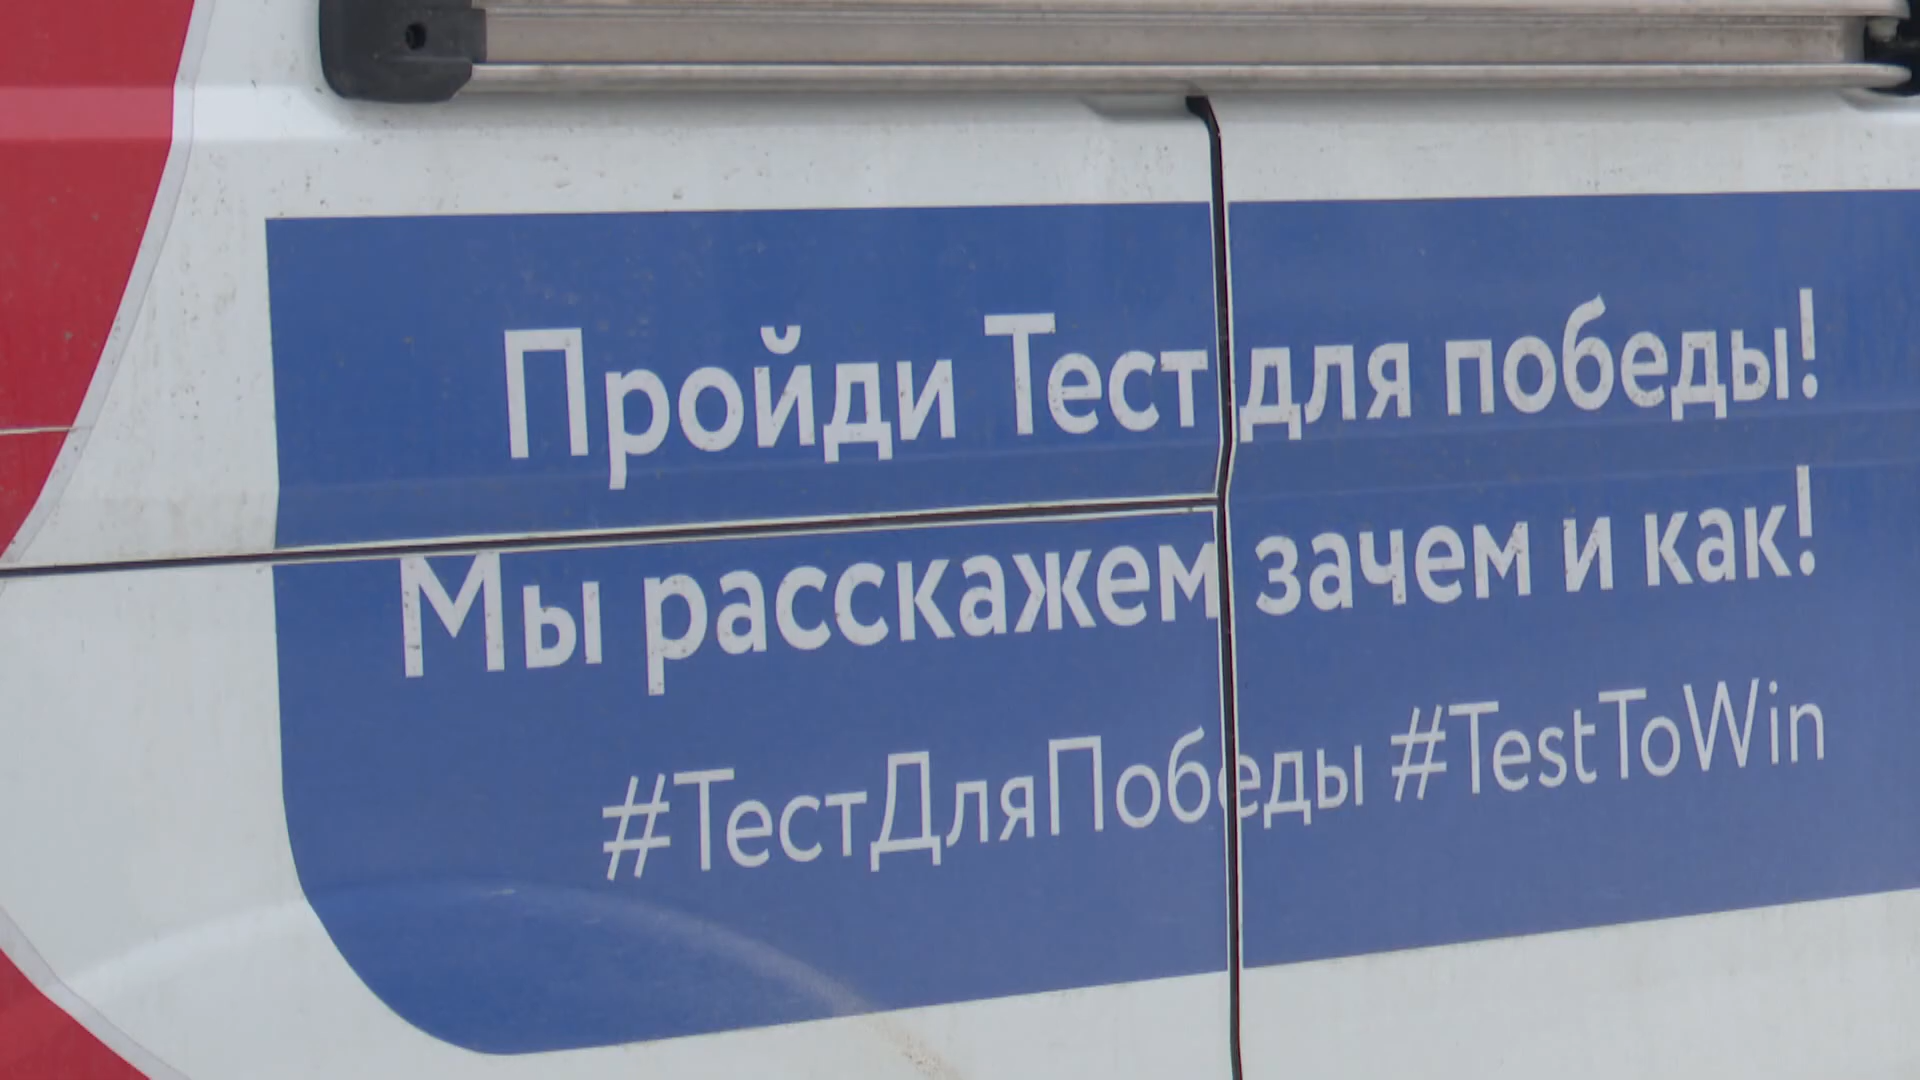 Пройди Тест для победы!
Мы расскажем зачем и как!
#ТестДляПобеды #TestToWin